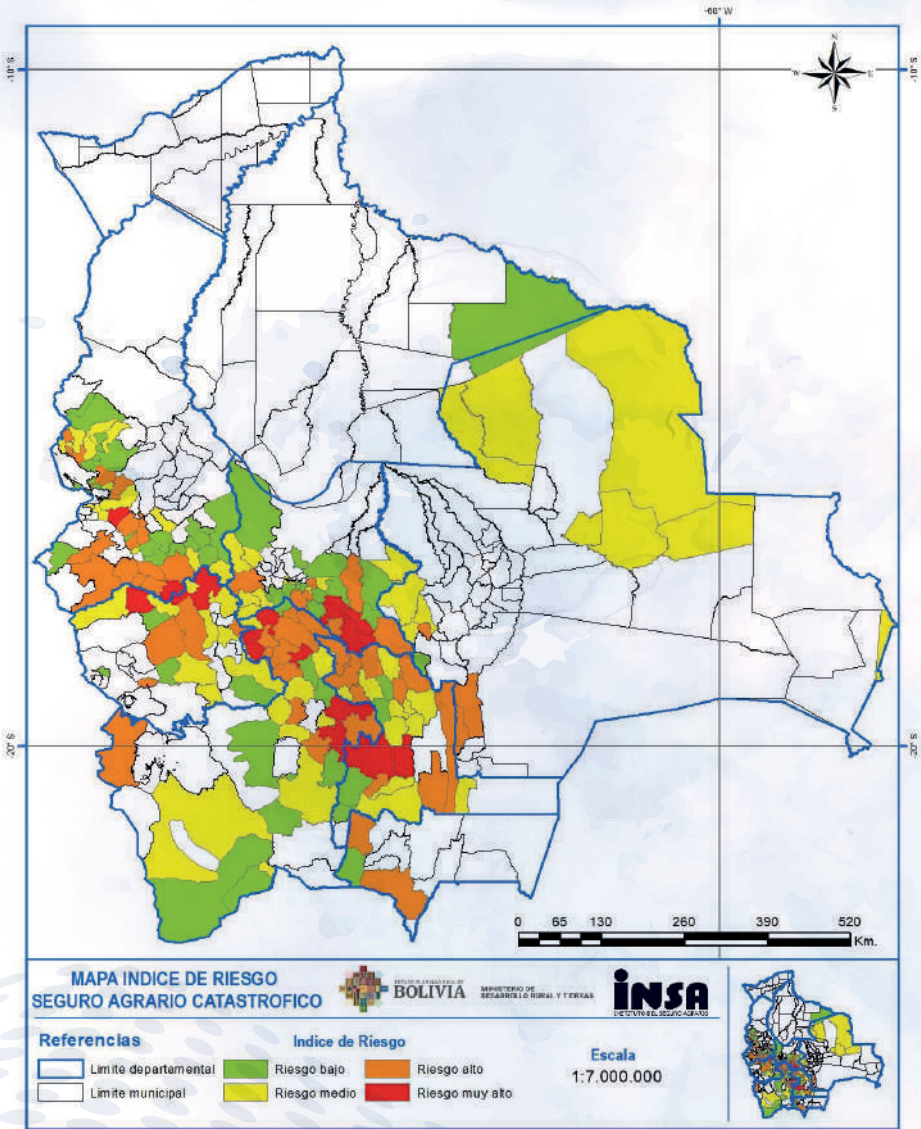 -60° W
-10° S
-10° S
N
W
E
S
-20° S
-20° S
0 65 130 260 390 520
Km.
MAPA INDICE DE RIESGO
SEGURO AGRARIO CATASTROFICO
BOLIVIA
MINISTERIO DE
DESARROLLO RURAL Y TIERRAS
INSA
INSTITUTO DEL SEGURO AGRARIO
Referencias
Indice de Riesgo
Limite departamental
Riesgo bajo
Riesgo alto
Limite municipal
Riesgo medio
Riesgo muy alto
Escala
1:7.000.000